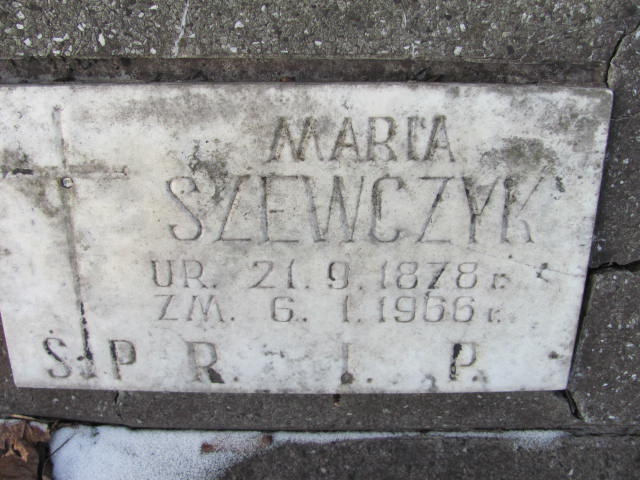 MARIA
SZEWCZYK
UR. 21.9.1878 r.
ZM. 6.1.1966 r.
Ś.P R. I. P.